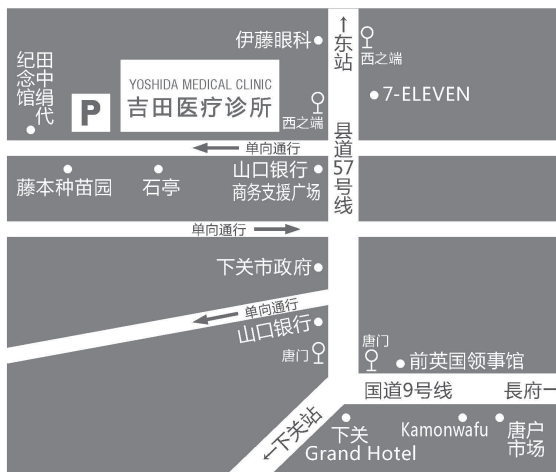 伊藤眼科
↑东站
西之端
田中绢代
纪念馆
P
YOSHIDA MEDICAL CLINIC
吉田医疗诊所
西之端
7-ELEVEN
县道57号线
← 单向通行
藤本种苗园
石亭
山口银行
商务支援广场
单向通行 →
下关市政府
← 单向通行
山口银行
唐门
唐门
前英国领事馆
国道9号线
長府→
←下关站
下关
Grand Hotel
Kamonwafu
唐户
市场